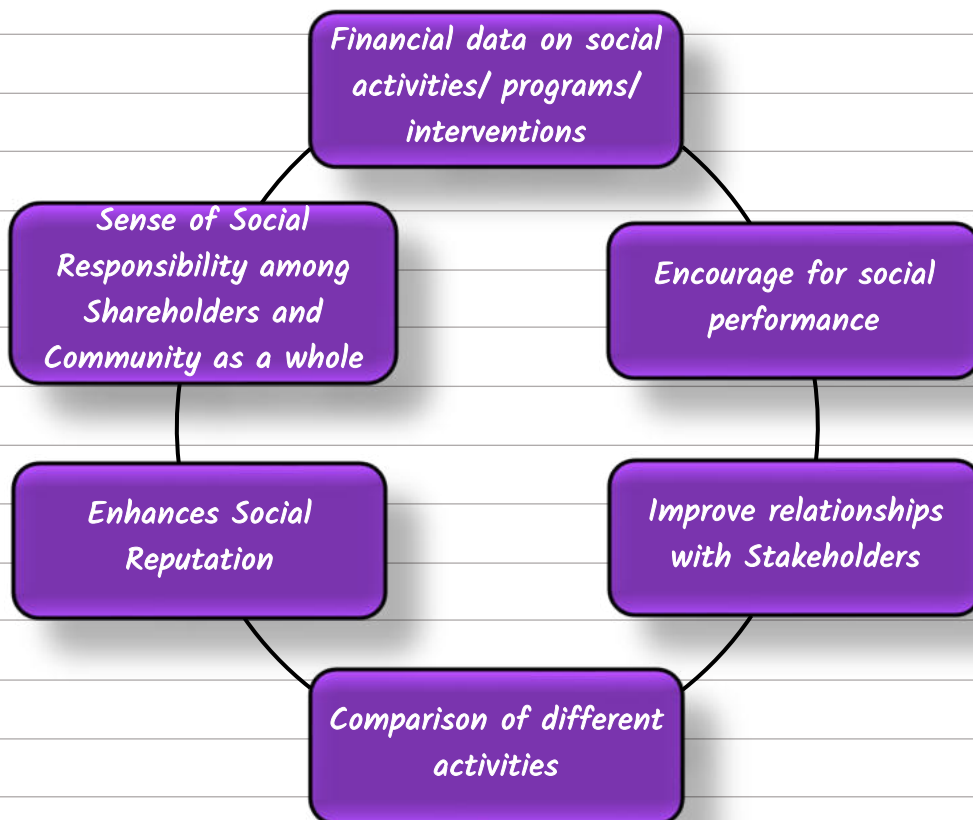 Financial data on social
activities/ programs/
interventions
Sense of Social
Responsibility among
Shareholders and
Community as a whole
Encourage for social
performance
Enhances Social
Reputation
Improve relationships
with Stakeholders
Comparison of different
activities